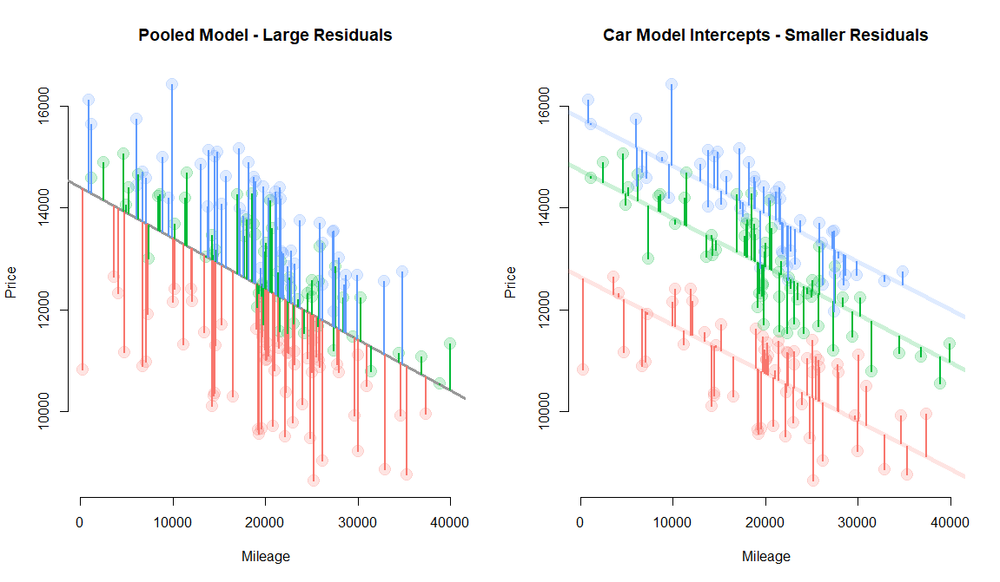 Pooled Model - Large Residuals
Price
16000
14000
12000
10000
0 10000 20000 30000 40000
Mileage
Car Model Intercepts - Smaller Residuals
Price
16000
14000
12000
10000
0 10000 20000 30000 40000
Mileage